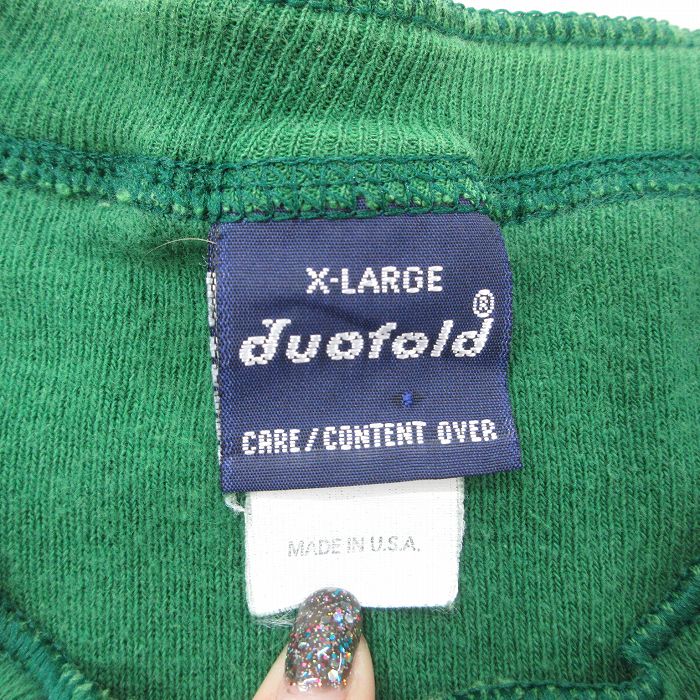 X-LARGE
duofold®
CARE/CONTENT OVER
MADE IN U.S.A.